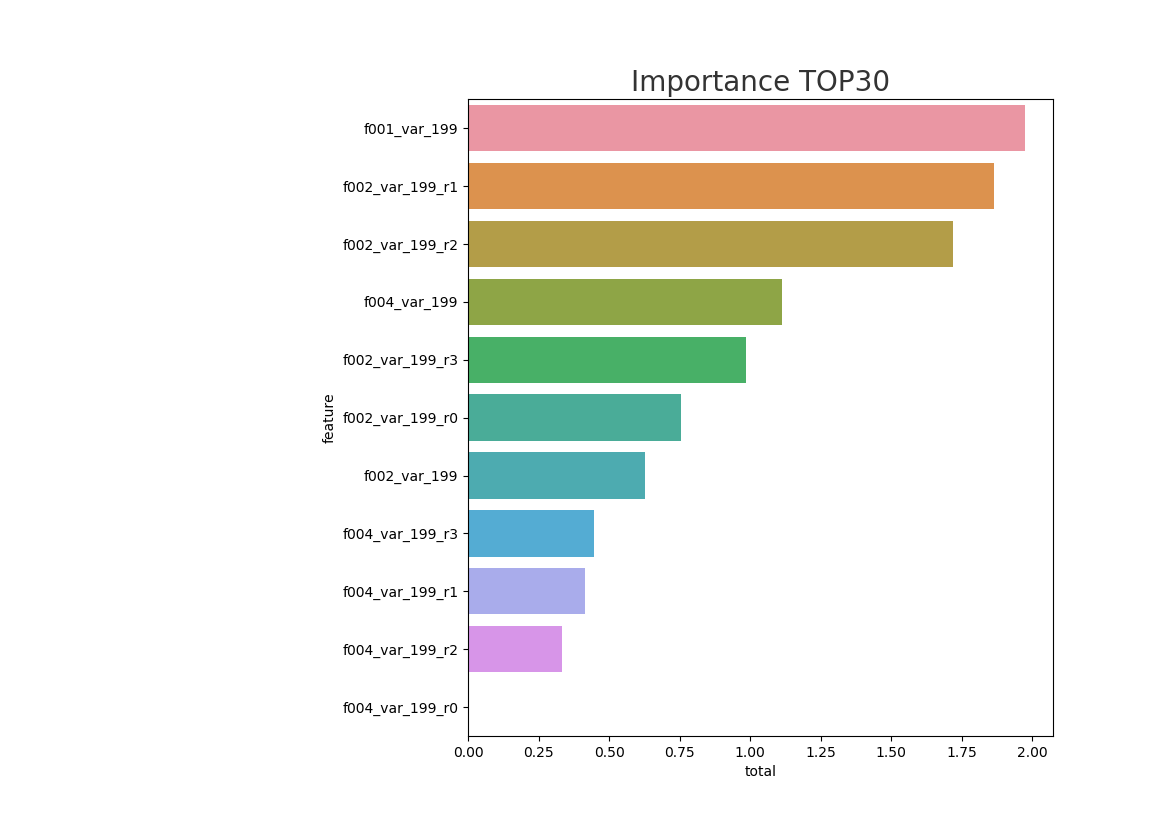 Importance TOP30
f001_var_199
f002_var_199_r1
f002_var_199_r2
f004_var_199
f002_var_199_r3
f002_var_199_r0
f002_var_199
f004_var_199_r3
f004_var_199_r1
f004_var_199_r2
f004_var_199_r0
feature
0.00 0.25 0.50 0.75 1.00 1.25 1.50 1.75 2.00
total